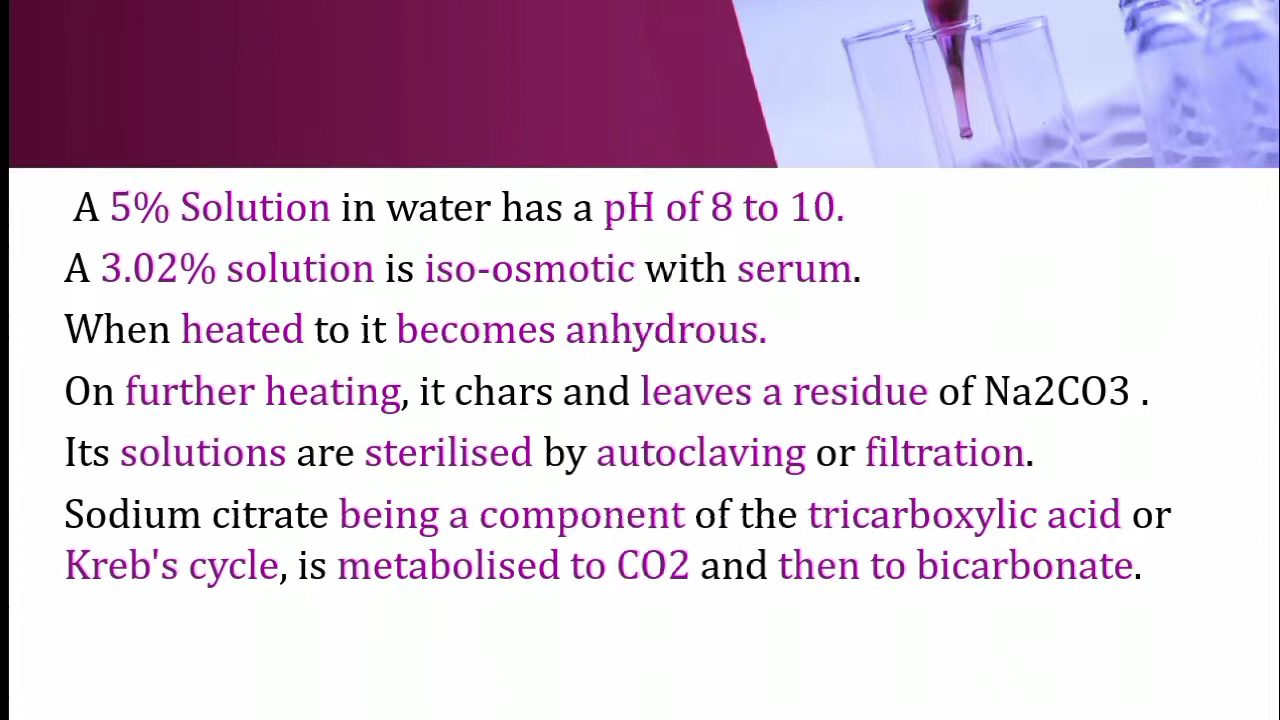 A 5% Solution in water has a pH of 8 to 10.
A 3.02% solution is iso-osmotic with serum.
When heated to it becomes anhydrous.
On further heating, it chars and leaves a residue of Na2CO3 .
Its solutions are sterilised by autoclaving or filtration.
Sodium citrate being a component of the tricarboxylic acid or
Kreb's cycle, is metabolised to CO2 and then to bicarbonate.